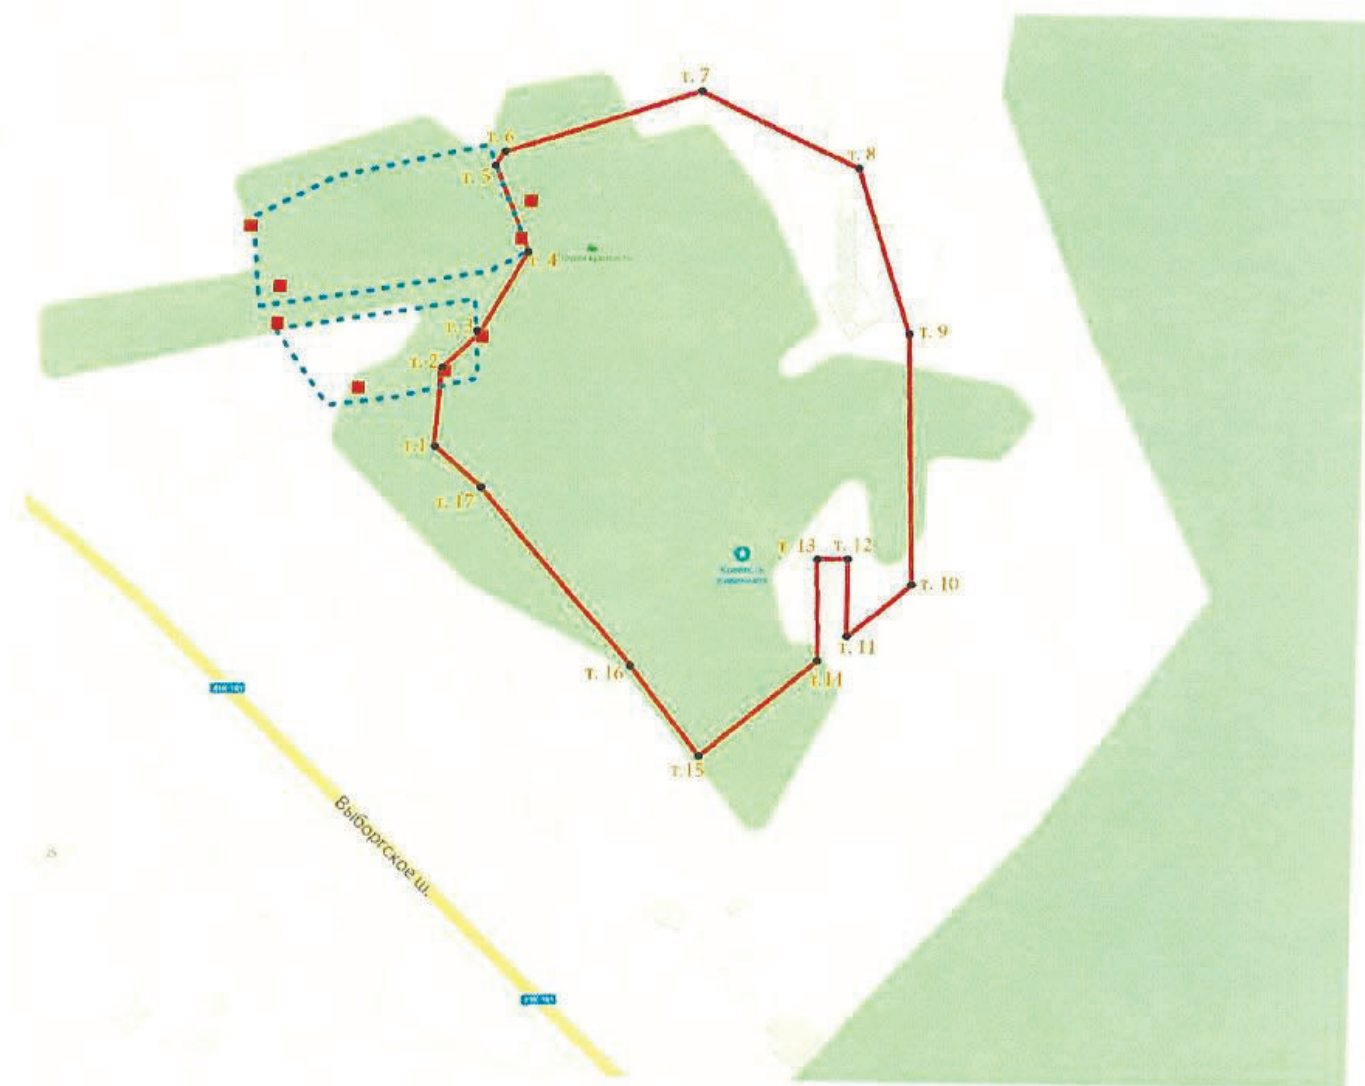 т. 7
т. 6
т. 8
т. 5
т. 4
т. 3
т. 9
т. 2
т.1
т. 17
т. 13
т. 12
т. 10
т. 11
т. 16
т.14
т.15
Выборгское ш.